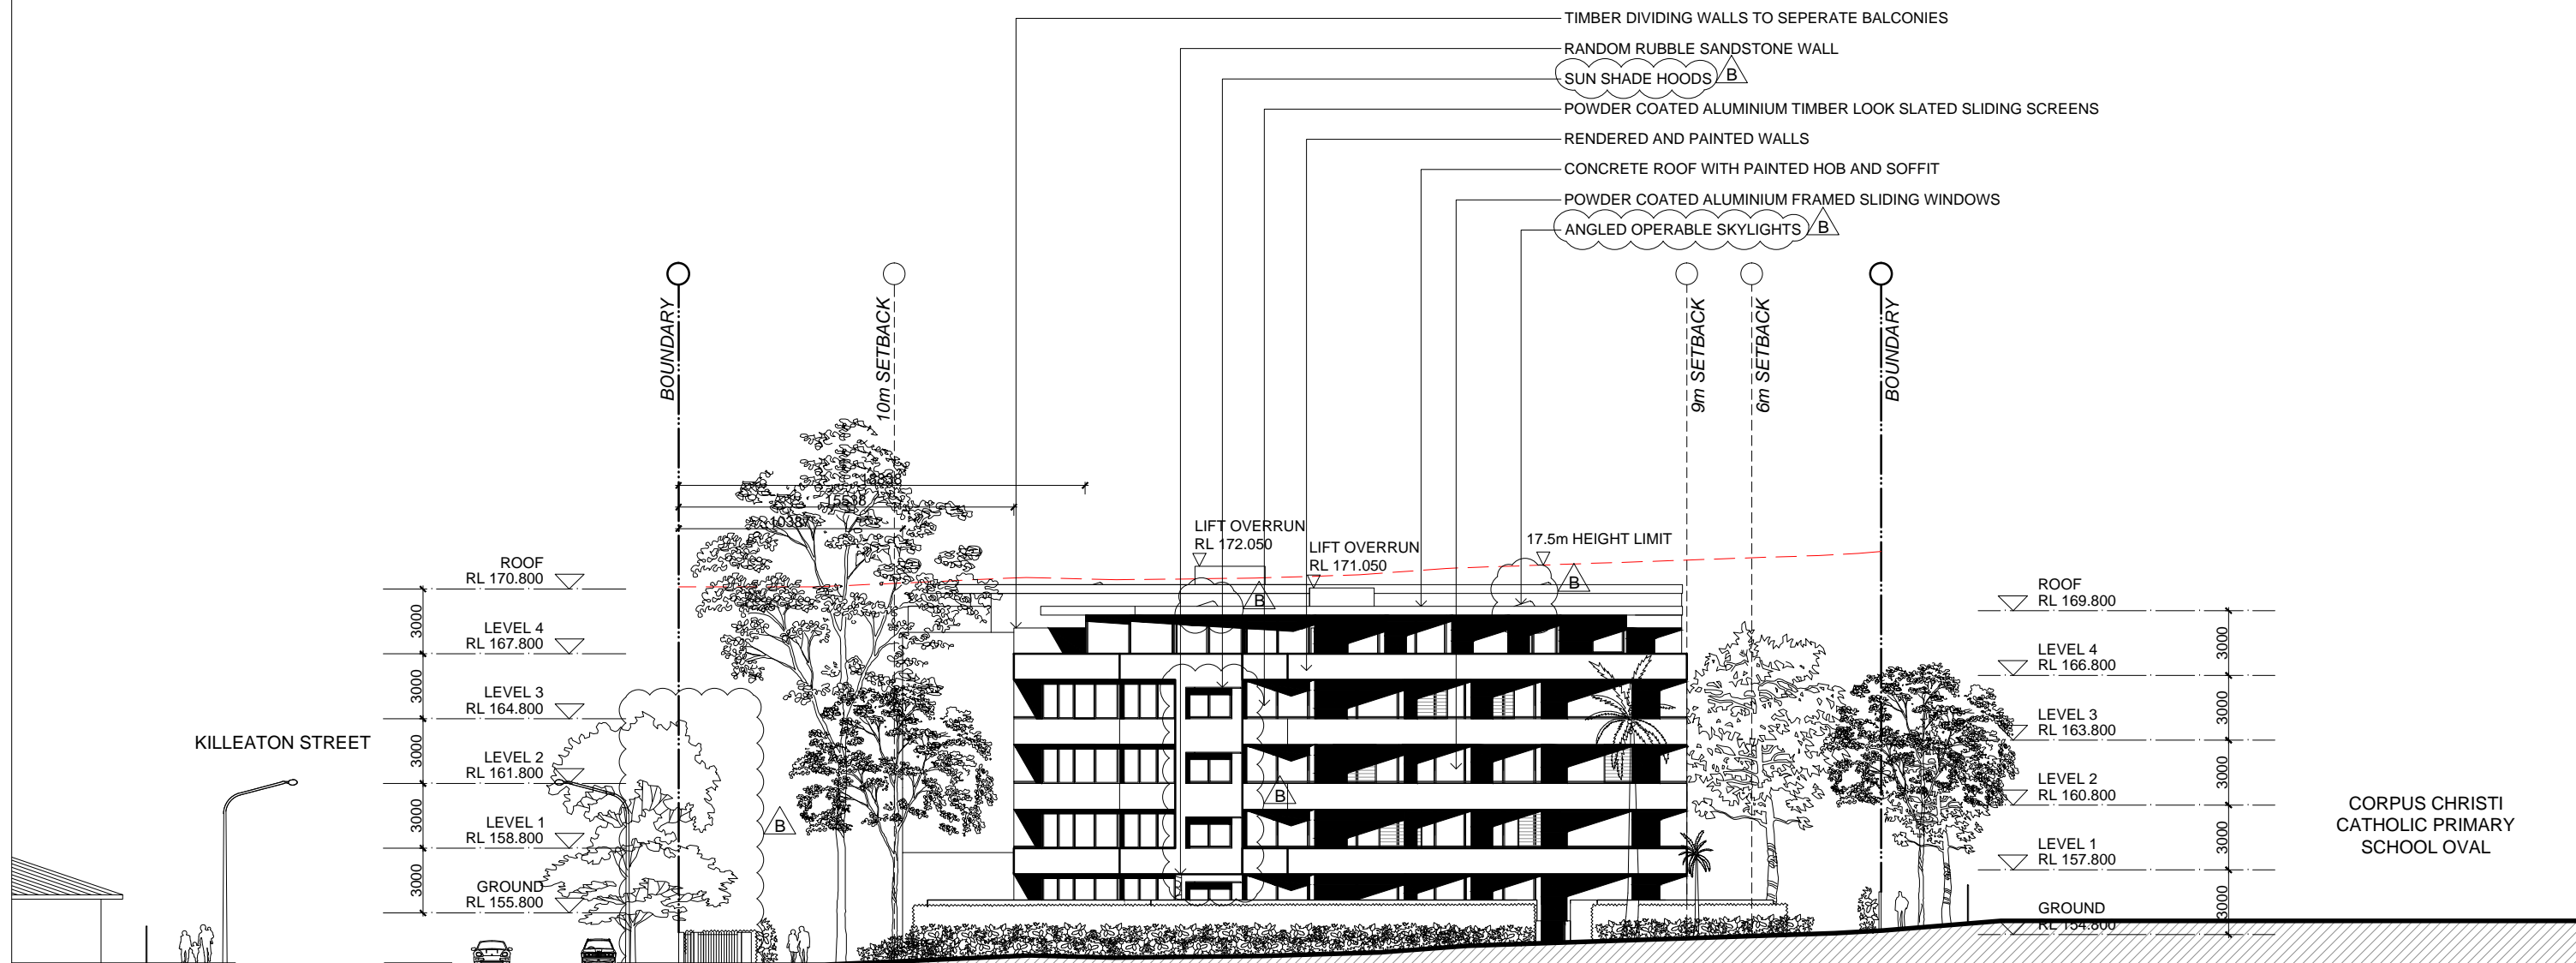 TIMBER DIVIDING WALLS TO SEPERATE BALCONIES
RANDOM RUBBLE SANDSTONE WALL
SUN SHADE HOODS
B
POWDER COATED ALUMINIUM TIMBER LOOK SLATED SLIDING SCREENS
RENDERED AND PAINTED WALLS
CONCRETE ROOF WITH PAINTED HOB AND SOFFIT
POWDER COATED ALUMINIUM FRAMED SLIDING WINDOWS
ANGLED OPERABLE SKYLIGHTS
B
BOUNDARY
10m SETBACK
9m SETBACK
6m SETBACK
BOUNDARY
15538
10387
LIFT OVERRUN
RL 172.050
LIFT OVERRUN
RL 171.050
17.5m HEIGHT LIMIT
B
B
B
B
KILLEATON STREET
ROOF
RL 170.800
3000
LEVEL 4
RL 167.800
3000
LEVEL 3
RL 164.800
3000
LEVEL 2
RL 161.800
3000
LEVEL 1
RL 158.800
3000
GROUND
RL 155.800
ROOF
RL 169.800
3000
LEVEL 4
RL 166.800
3000
LEVEL 3
RL 163.800
3000
LEVEL 2
RL 160.800
3000
LEVEL 1
RL 157.800
3000
GROUND
RL 154.800
CORPUS CHRISTI
CATHOLIC PRIMARY
SCHOOL OVAL